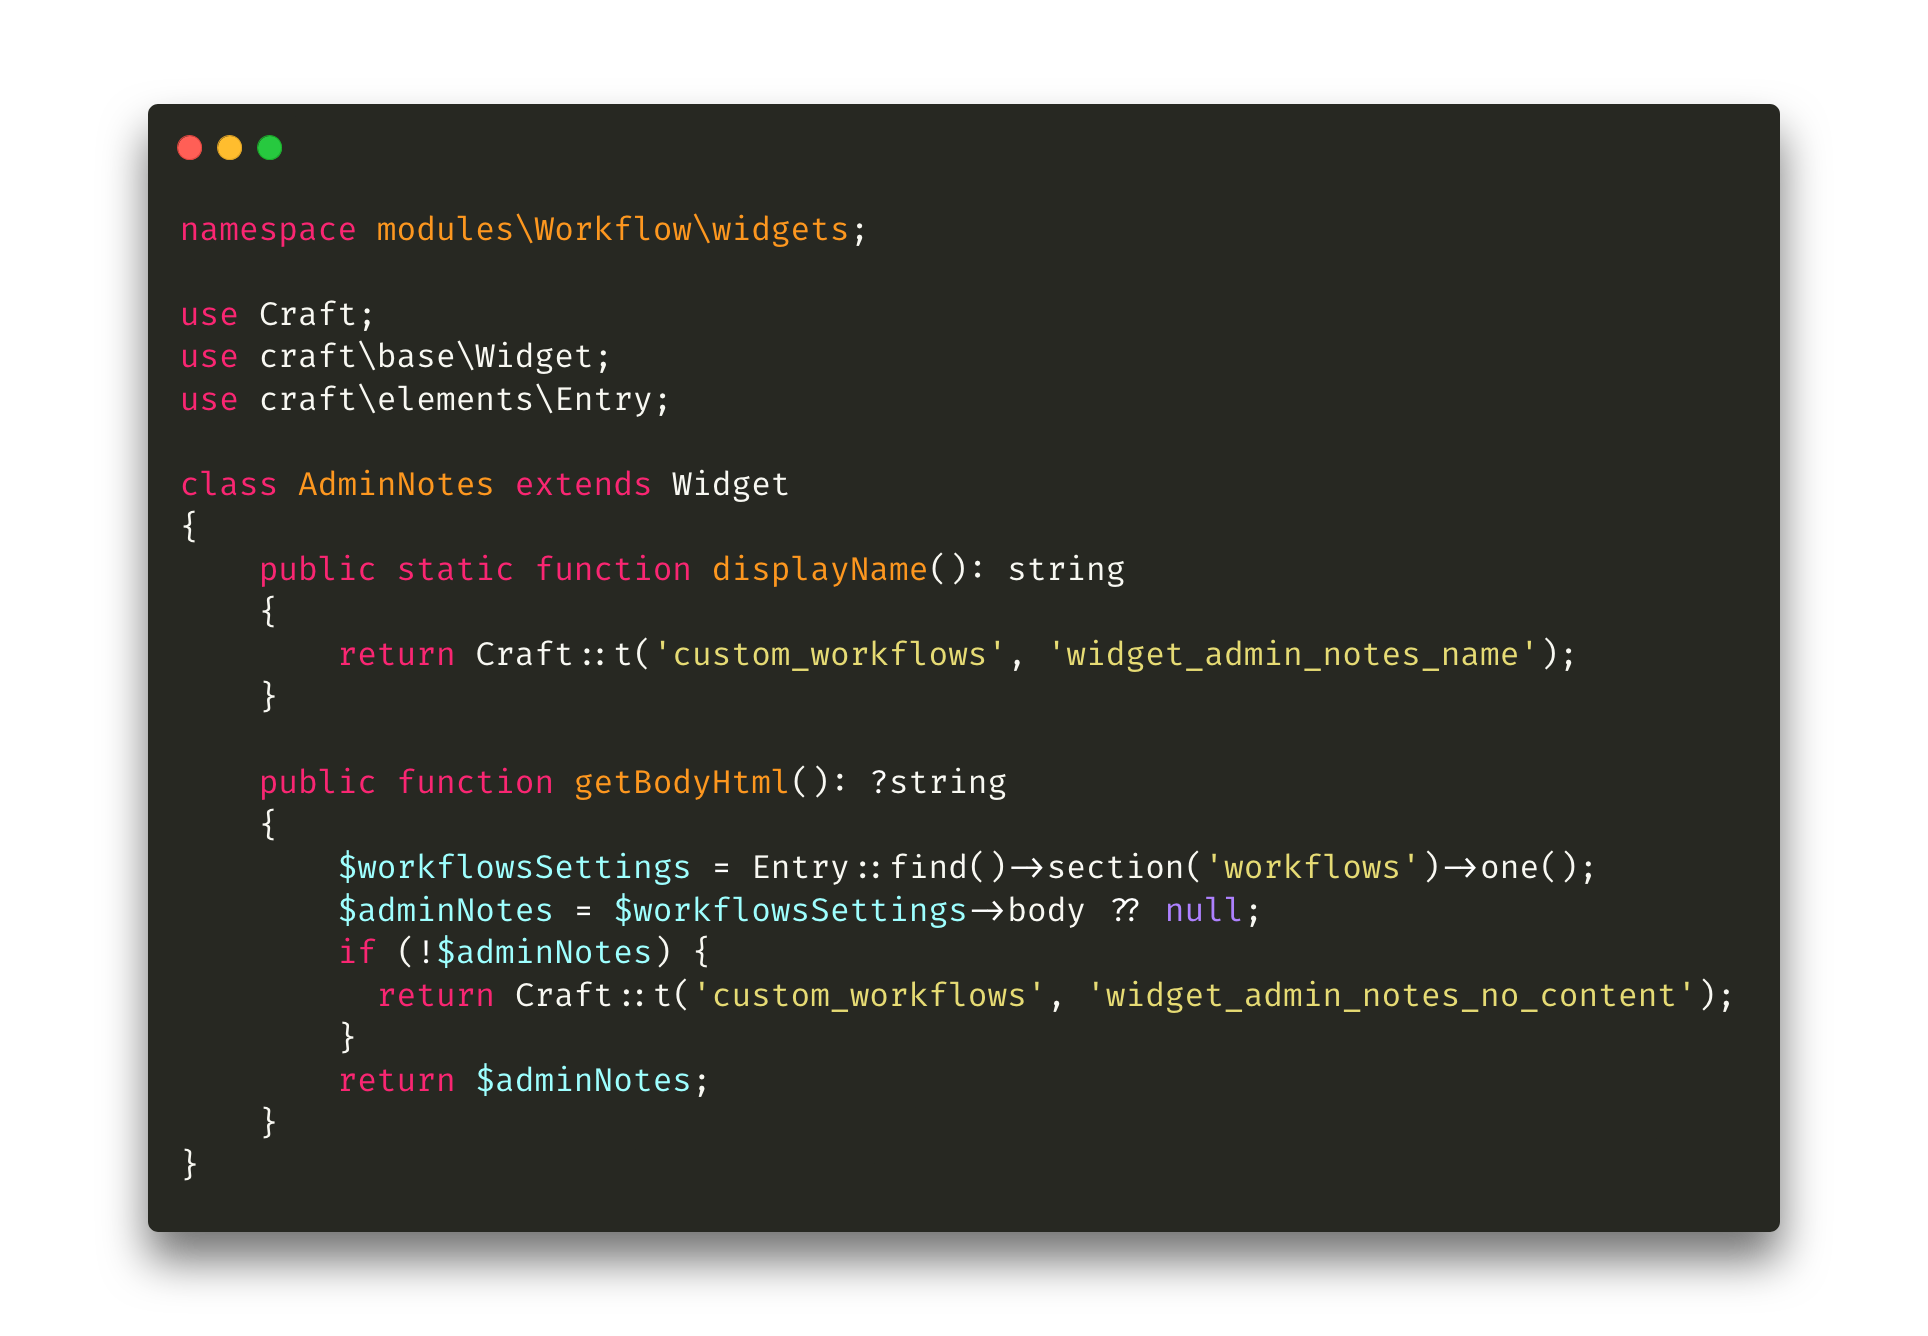 namespace modules\Workflow\widgets;

use Craft;
use craft\base\Widget;
use craft\elements\Entry;

class AdminNotes extends Widget
{
    public static function displayName(): string
    {
        return Craft::t('custom_workflows', 'widget_admin_notes_name');
    }

    public function getBodyHtml(): ?string
    {
        $workflowsSettings = Entry::find()->section('workflows')->one();
        $adminNotes = $workflowsSettings->body ?? null;
        if (!$adminNotes) {
          return Craft::t('custom_workflows', 'widget_admin_notes_no_content');
        }
        return $adminNotes;
    }
}